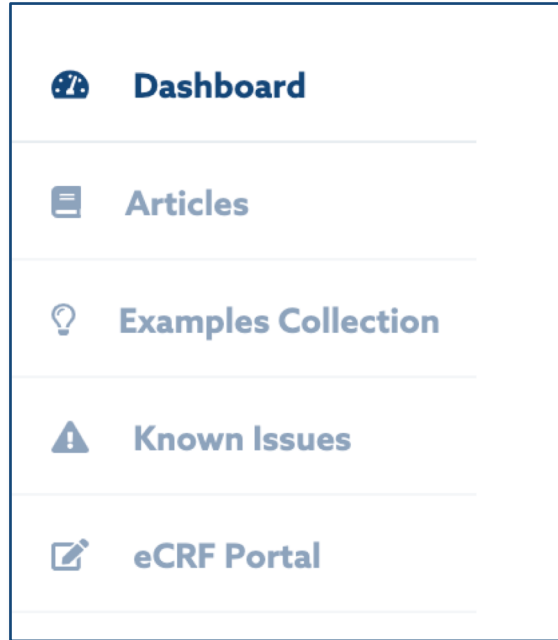 Dashboard
Articles
Examples Collection
Known Issues
eCRF Portal